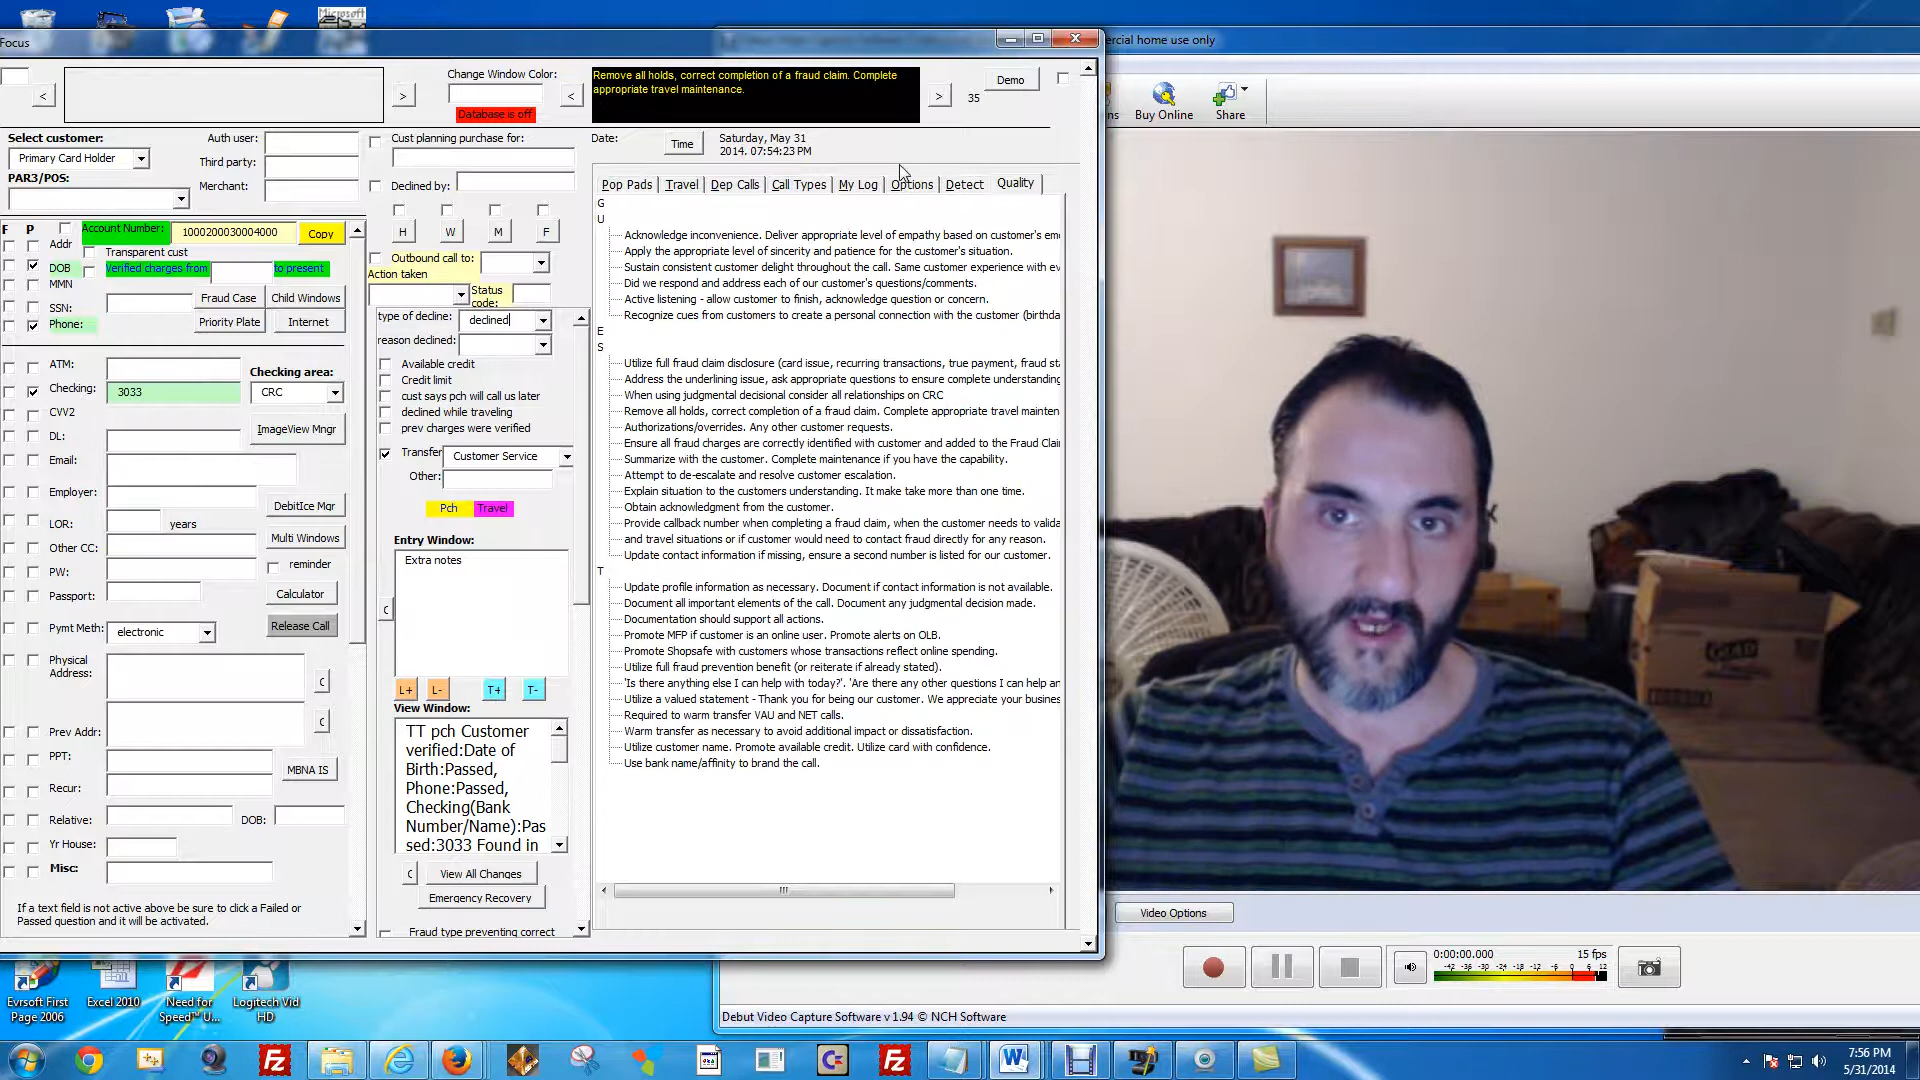 Microsoft
Focus
ercial home use only
Change Window Color:
Database is off
Remove all holds, correct completion of a fraud claim. Complete
appropriate travel maintenance.
<
>
<
>
35
Demo
ns
Buy Online
Share
Select customer:
Primary Card Holder
PAR3/POS:
Auth user:
Third party:
Merchant:
Cust planning purchase for:
Declined by:
Date:
Time
Saturday, May 31
2014. 07:54:23 PM
Pop Pads
Travel
Dep Calls
Call Types
My Log
Options
Detect
Quality
H
W
M
F
Outbound call to:
Action taken
Status
code:
type of decline:
declined
reason declined:
Available credit
Credit limit
cust says pch will call us later
declined while traveling
prev charges were verified
Transfer
Customer Service
Other:
Pch
Travel
Entry Window:
Extra notes
C
L+
L-
T+
T-
View Window:
TT pch Customer
verified:Date of
Birth:Passed,
Phone:Passed,
Checking(Bank
Number/Name):Pas
sed:3033 Found in
C
View All Changes
Emergency Recovery
Fraud type preventing correct
F
P
Addr
DOB
MMN
SSN:
Phone:
Account Number:
1000200030004000
Copy
Transparent cust
Verified charges from
to present
Fraud Case
Child Windows
Priority Plate
Internet
ATM:
Checking:
3033
Checking area:
CRC
CVV2
DL:
ImageView Mngr
Email:
Employer:
DebitIce Mgr
LOR:
years
Other CC:
Multi Windows
PW:
reminder
Passport:
Calculator
Pymt Meth:
electronic
Release Call
Physical
Address:
C
Prev Addr:
C
PPT:
MBNA IS
Recur:
Relative:
DOB:
Yr House:
Misc:
If a text field is not active above be sure to click a Failed or
Passed question and it will be activated.
G
U
Acknowledge inconvenience. Deliver appropriate level of empathy based on customer's em
Apply the appropriate level of sincerity and patience for the customer's situation.
Sustain consistent customer delight throughout the call. Same customer experience with ev
Did we respond and address each of our customer's questions/comments.
Active listening - allow customer to finish, acknowledge question or concern.
Recognize cues from customers to create a personal connection with the customer (birthda
E
S
Utilize full fraud claim disclosure (card issue, recurring transactions, true payment, fraud st
Address the underlining issue, ask appropriate questions to ensure complete understanding
When using judgmental decisional consider all relationships on CRC
Remove all holds, correct completion of a fraud claim. Complete appropriate travel mainten
Authorizations/overrides. Any other customer requests.
Ensure all fraud charges are correctly identified with customer and added to the Fraud Clai
Summarize with the customer. Complete maintenance if you have the capability.
Attempt to de-escalate and resolve customer escalation.
Explain situation to the customers understanding. It make take more than one time.
Obtain acknowledgment from the customer.
Provide callback number when completing a fraud claim, when the customer needs to valida
and travel situations or if customer would need to contact fraud directly for any reason.
Update contact information if missing, ensure a second number is listed for our customer.
T
Update profile information as necessary. Document if contact information is not available.
Document all important elements of the call. Document any judgmental decision made.
Documentation should support all actions.
Promote MFP if customer is an online user. Promote alerts on OLB.
Promote Shopsafe with customers whose transactions reflect online spending.
Utilize full fraud prevention benefit (or reiterate if already stated).
'Is there anything else I can help with today?'. 'Are there any other questions I can help an
Utilize a valued statement - Thank you for being our customer. We appreciate your business
Required to warm transfer VAU and NET calls.
Warm transfer as necessary to avoid additional impact or dissatisfaction.
Utilize customer name. Promote available credit. Utilize card with confidence.
Use bank name/affinity to brand the call.
GLAD
Video Options
0:00:00.000
15 fps
-42 -36 -30 -24 -18 -12 -6 0 6 12
Debut Video Capture Software v 1.94 © NCH Software
Evrsoft First
Page 2006
Excel 2010
Need for
Speed™ U...
Logitech Vid
HD
7:56 PM
5/31/2014